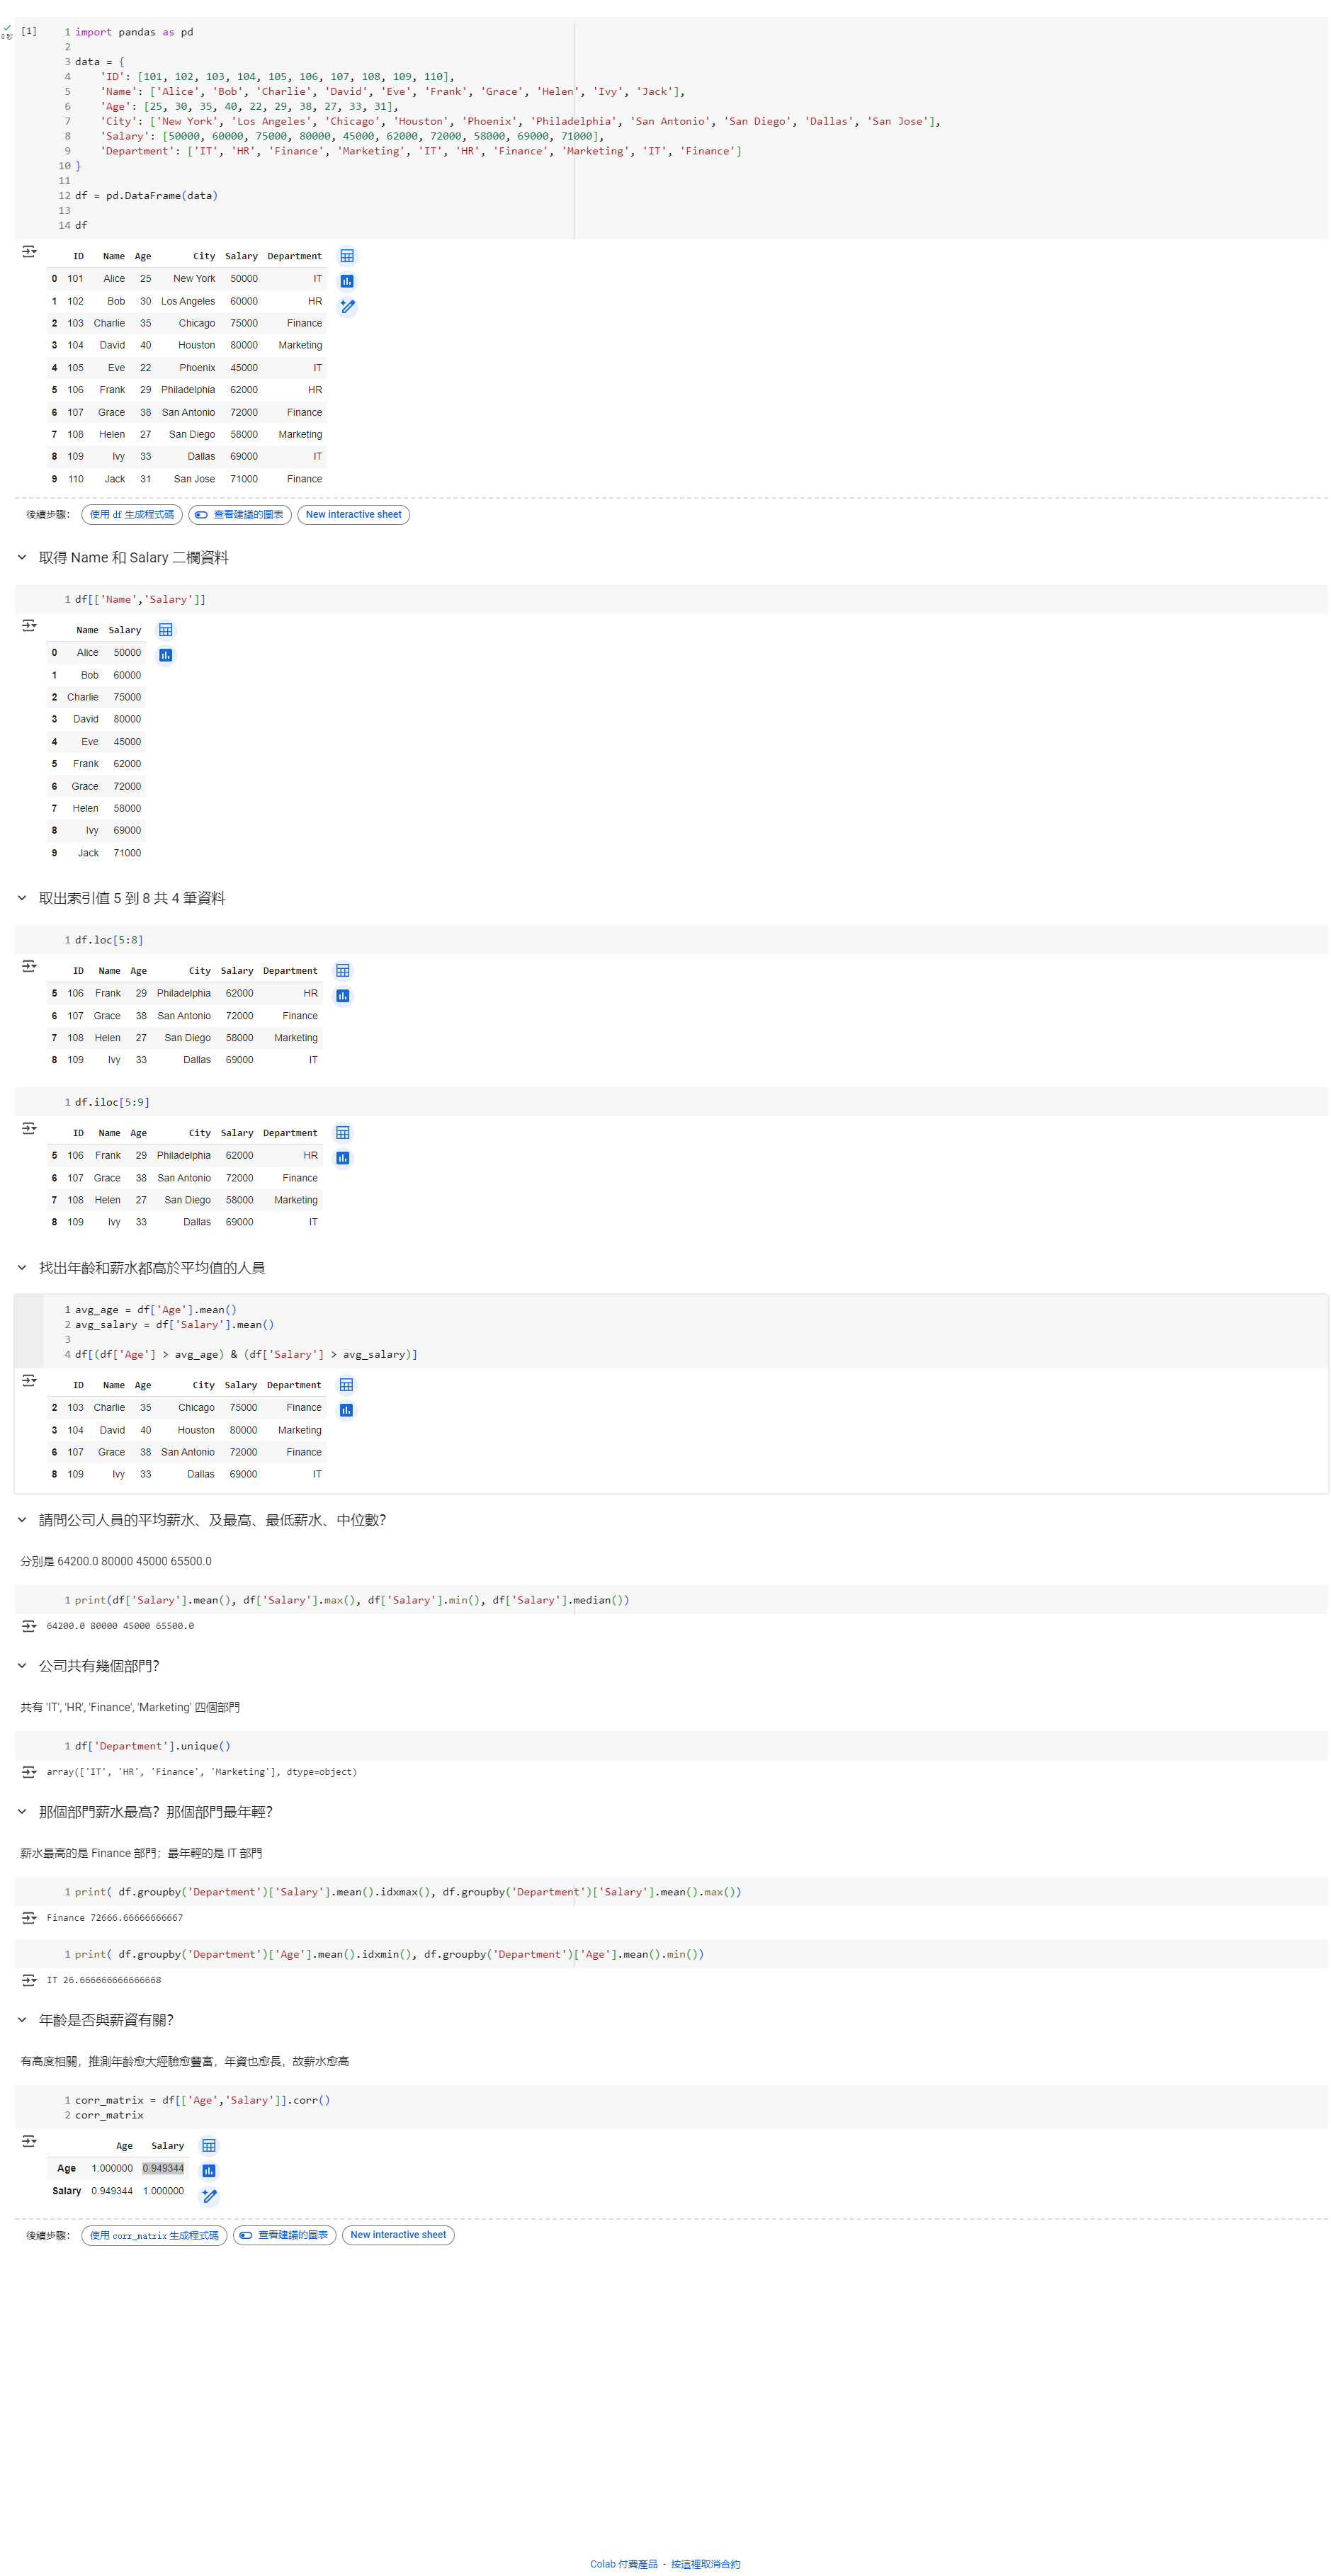 0 秒
[1]
1 import pandas as pd
2
3 data = {
4 'ID': [101, 102, 103, 104, 105, 106, 107, 108, 109, 110],
5 'Name': ['Alice', 'Bob', 'Charlie', 'David', 'Eve', 'Frank', 'Grace', 'Helen', 'Ivy', 'Jack'],
6 'Age': [25, 30, 35, 40, 22, 29, 38, 27, 33, 31],
7 'City': ['New York', 'Los Angeles', 'Chicago', 'Houston', 'Phoenix', 'Philadelphia', 'San Antonio', 'San Diego', 'Dallas', 'San Jose'],
8 'Salary': [50000, 60000, 75000, 80000, 45000, 62000, 72000, 58000, 69000, 71000],
9 'Department': ['IT', 'HR', 'Finance', 'Marketing', 'IT', 'HR', 'Finance', 'Marketing', 'IT', 'Finance']
10 }
11
12 df = pd.DataFrame(data)
13
14 df
ID Name Age City Salary Department
0 101 Alice 25 New York 50000 IT
1 102 Bob 30 Los Angeles 60000 HR
2 103 Charlie 35 Chicago 75000 Finance
3 104 David 40 Houston 80000 Marketing
4 105 Eve 22 Phoenix 45000 IT
5 106 Frank 29 Philadelphia 62000 HR
6 107 Grace 38 San Antonio 72000 Finance
7 108 Helen 27 San Diego 58000 Marketing
8 109 Ivy 33 Dallas 69000 IT
9 110 Jack 31 San Jose 71000 Finance
後續步驟： 使用 df 生成程式碼 查看建議的圖表 New interactive sheet
取得 Name 和 Salary 二欄資料
1 df[['Name','Salary']]
Name Salary
0 Alice 50000
1 Bob 60000
2 Charlie 75000
3 David 80000
4 Eve 45000
5 Frank 62000
6 Grace 72000
7 Helen 58000
8 Ivy 69000
9 Jack 71000
取出索引值 5 到 8 共 4 筆資料
1 df.loc[5:8]
ID Name Age City Salary Department
5 106 Frank 29 Philadelphia 62000 HR
6 107 Grace 38 San Antonio 72000 Finance
7 108 Helen 27 San Diego 58000 Marketing
8 109 Ivy 33 Dallas 69000 IT
1 df.iloc[5:9]
ID Name Age City Salary Department
5 106 Frank 29 Philadelphia 62000 HR
6 107 Grace 38 San Antonio 72000 Finance
7 108 Helen 27 San Diego 58000 Marketing
8 109 Ivy 33 Dallas 69000 IT
找出年齡和薪水都高於平均值的人員
1 avg_age = df['Age'].mean()
2 avg_salary = df['Salary'].mean()
3
4 df[(df['Age'] > avg_age) & (df['Salary'] > avg_salary)]
ID Name Age City Salary Department
2 103 Charlie 35 Chicago 75000 Finance
3 104 David 40 Houston 80000 Marketing
6 107 Grace 38 San Antonio 72000 Finance
8 109 Ivy 33 Dallas 69000 IT
請問公司人員的平均薪水、及最高、最低薪水、中位數?
分別是 64200.0 80000 45000 65500.0
1 print(df['Salary'].mean(), df['Salary'].max(), df['Salary'].min(), df['Salary'].median())
64200.0 80000 45000 65500.0
公司共有幾個部門?
共有 'IT', 'HR', 'Finance', 'Marketing' 四個部門
1 df['Department'].unique()
array(['IT', 'HR', 'Finance', 'Marketing'], dtype=object)
那個部門薪水最高？那個部門最年輕?
薪水最高的是 Finance 部門；最年輕的是 IT 部門
1 print( df.groupby('Department')['Salary'].mean().idxmax(), df.groupby('Department')['Salary'].mean().max())
Finance 72666.66666666667
1 print( df.groupby('Department')['Age'].mean().idxmin(), df.groupby('Department')['Age'].mean().min())
IT 26.666666666666668
年齡是否與薪資有關?
有高度相關，推測年齡愈大經驗愈豐富，年資也愈長，故薪水愈高
1 corr_matrix = df[['Age','Salary']].corr()
2 corr_matrix
Age Salary
Age 1.000000 0.949344
Salary 0.949344 1.000000
後續步驟： 使用 corr_matrix 生成程式碼 查看建議的圖表 New interactive sheet
Colab 付費產品 - 按這裡取消合約